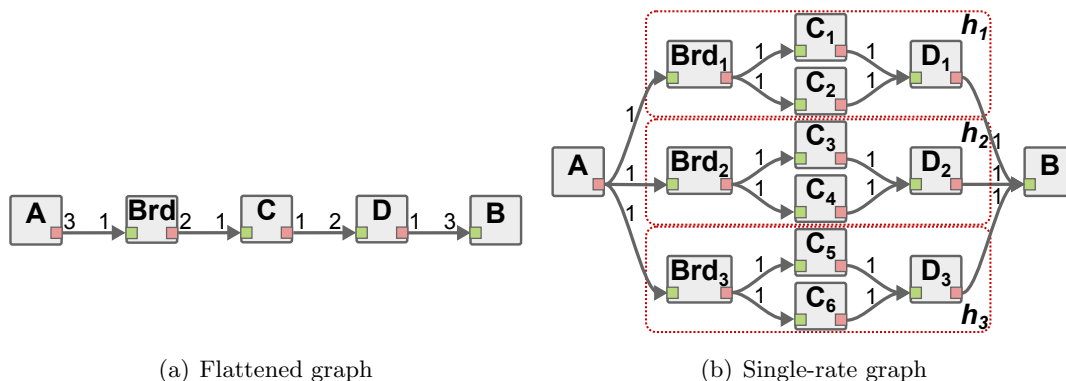 A 3 1 Brd 2 1 C 1 2 D 1 3 B
(a) Flattened graph
h1
C1
1 1
Brd1 D1
1 1
C2
1
h2
C3 1
1 1
A 1 Brd2 D2 1 B
1 1
C4
1
C5
1 1
Brd3 D3
1 1
C6
h3
(b) Single-rate graph